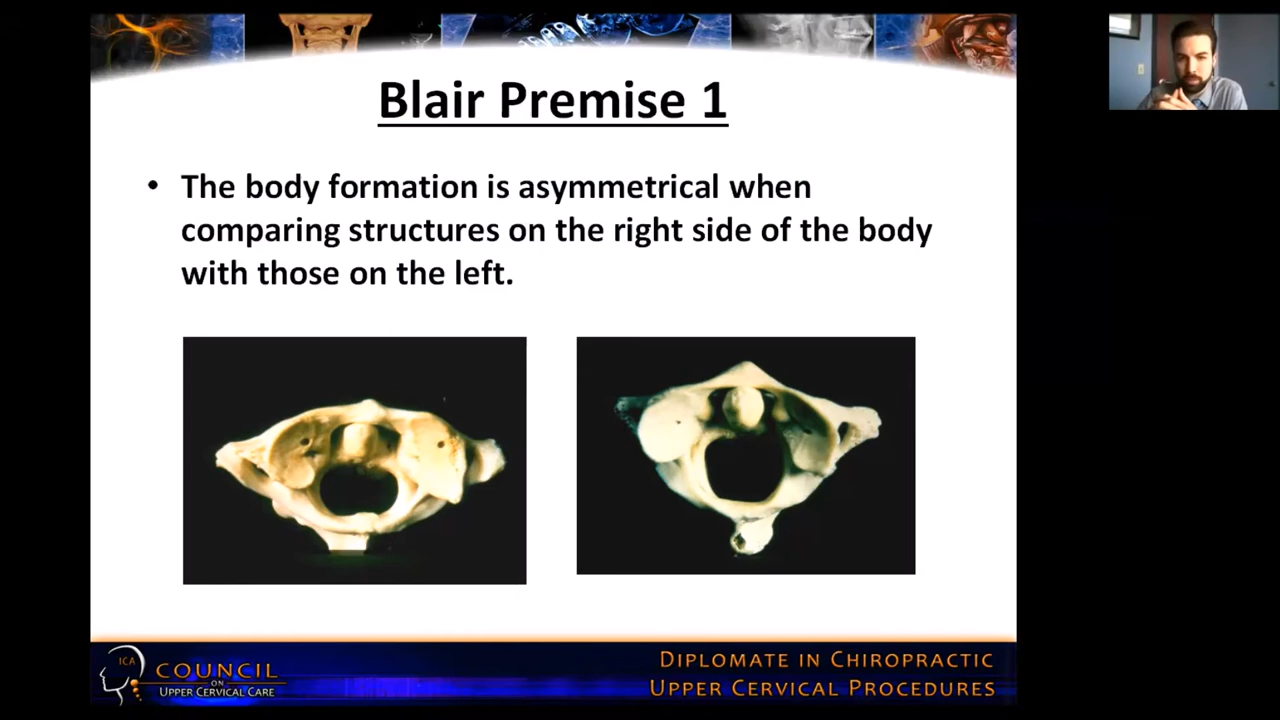 Blair Premise 1
• The body formation is asymmetrical when
comparing structures on the right side of the body
with those on the left.
ICA
COUNCIL
ON
UPPER CERVICAL CARE
DIPLOMATE IN CHIROPRACTIC
UPPER CERVICAL PROCEDURES